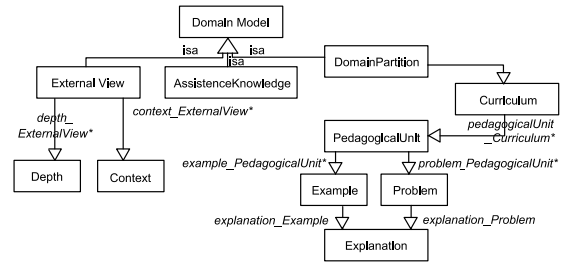 Domain Model
isa
isa
isa
External View
AssistenceKnowledge
DomainPartition
depth_
ExternalView*
context_ExternalView*
Curriculum
pedagogicalUnit
_Curriculum*
PedagogicalUnit
example_PedagogicalUnit*
problem_PedagogicalUnit*
Depth
Context
Example
Problem
explanation_Example
explanation_Problem
Explanation